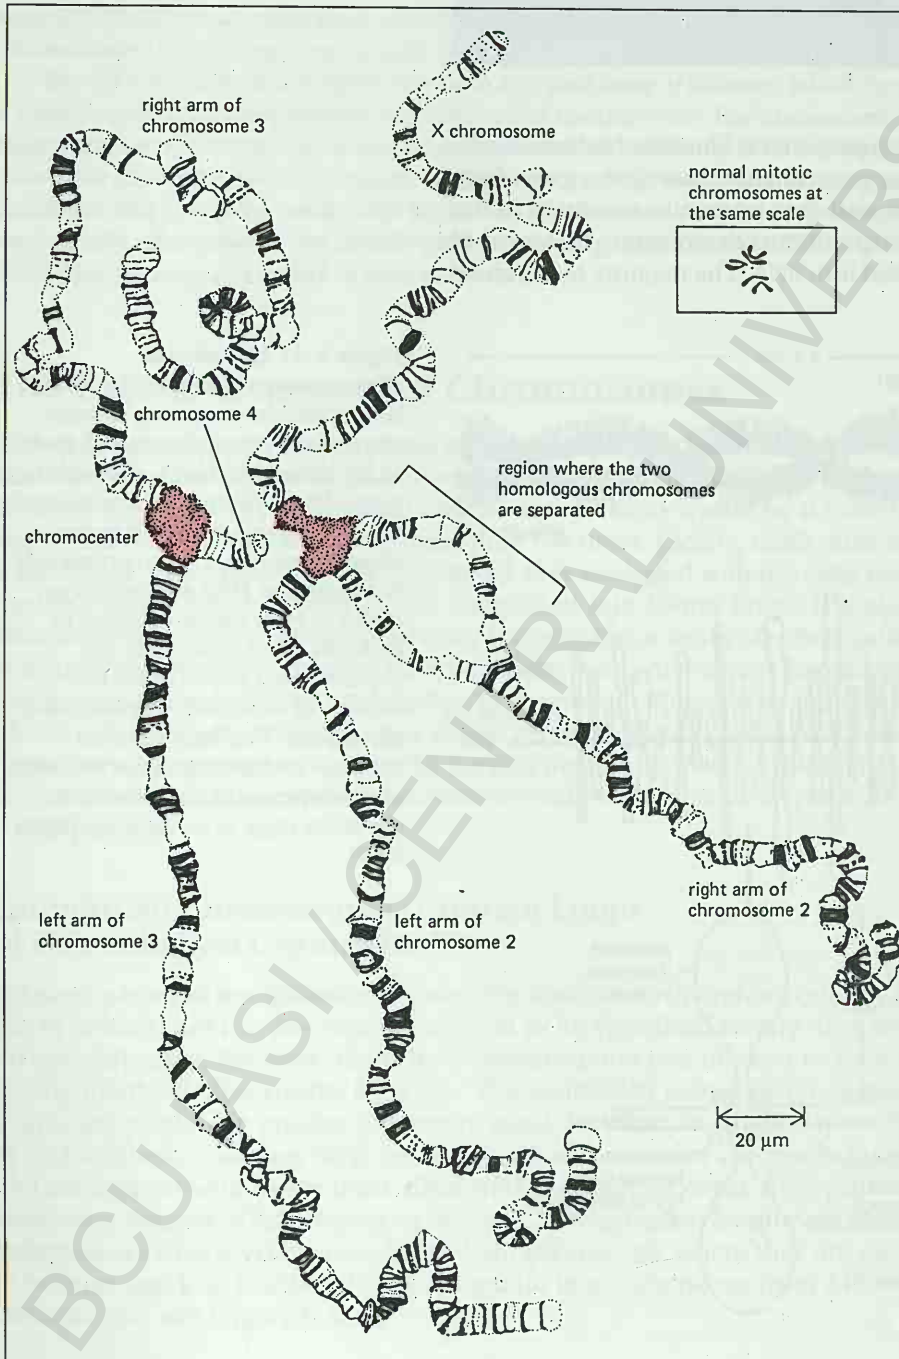 right arm of
chromosome 3
X chromosome
normal mitotic
chromosomes at
the same scale
chromosome 4
region where the two
homologous chromosomes
are separated
chromocenter
right arm of
chromosome 2
left arm of
chromosome 3
left arm of
chromosome 2
20 μm
BCU IASI / CENTRAL UNIVERS